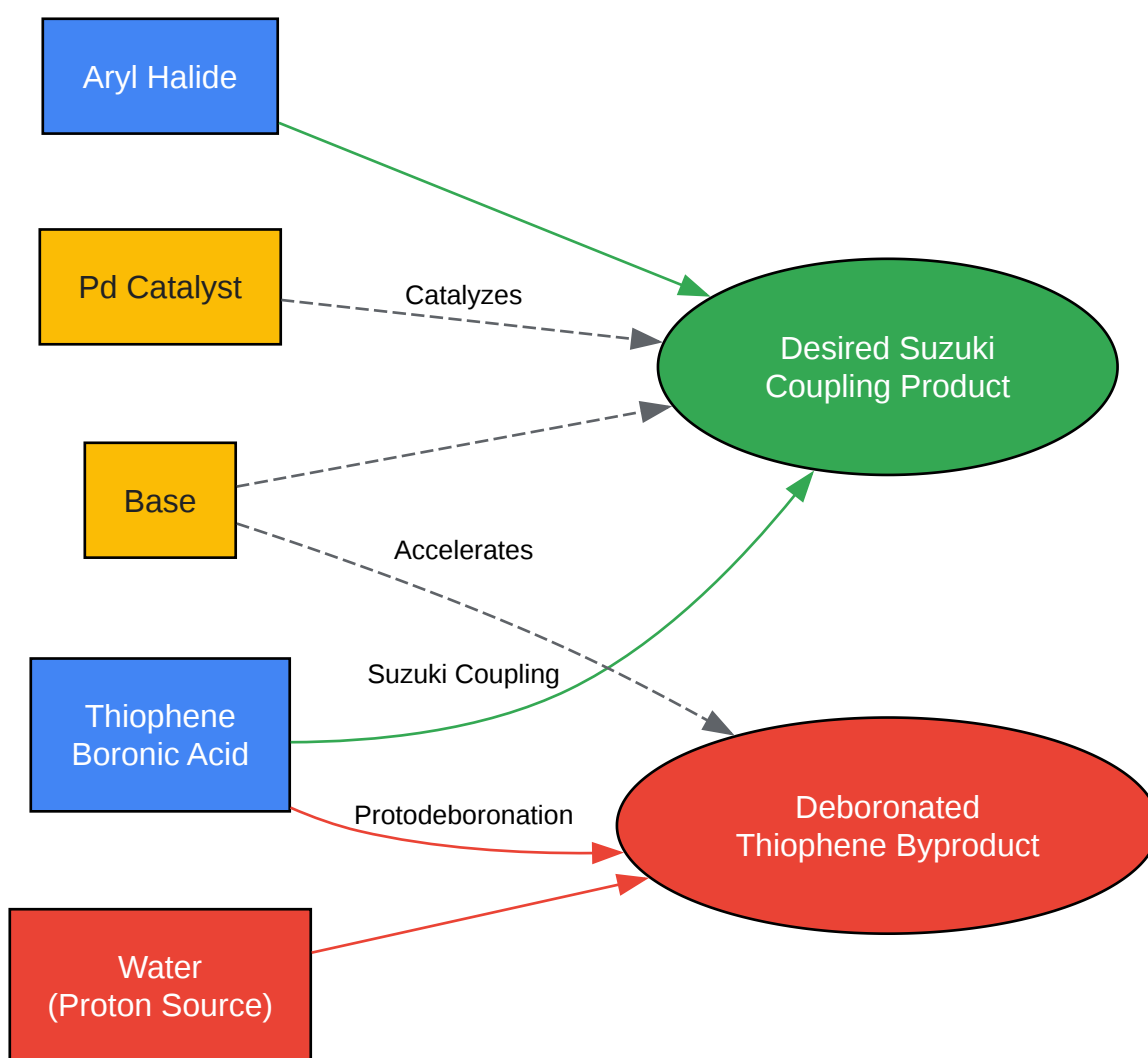 Aryl Halide
Pd Catalyst
Catalyzes
Desired Suzuki
Coupling Product
Base
Accelerates
Suzuki Coupling
Thiophene
Boronic Acid
Protodeboronation
Deboronated
Thiophene Byproduct
Water
(Proton Source)